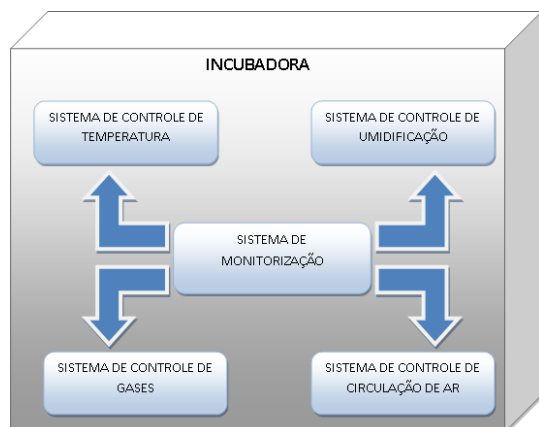 INCUBADORA
SISTEMA DE CONTROLE DE
TEMPERATURA
SISTEMA DE CONTROLE DE
UMIDIFICAÇÃO
SISTEMA DE
MONITORIZAÇÃO
SISTEMA DE CONTROLE DE
GASES
SISTEMA DE CONTROLE DE
CIRCULAÇÃO DE AR